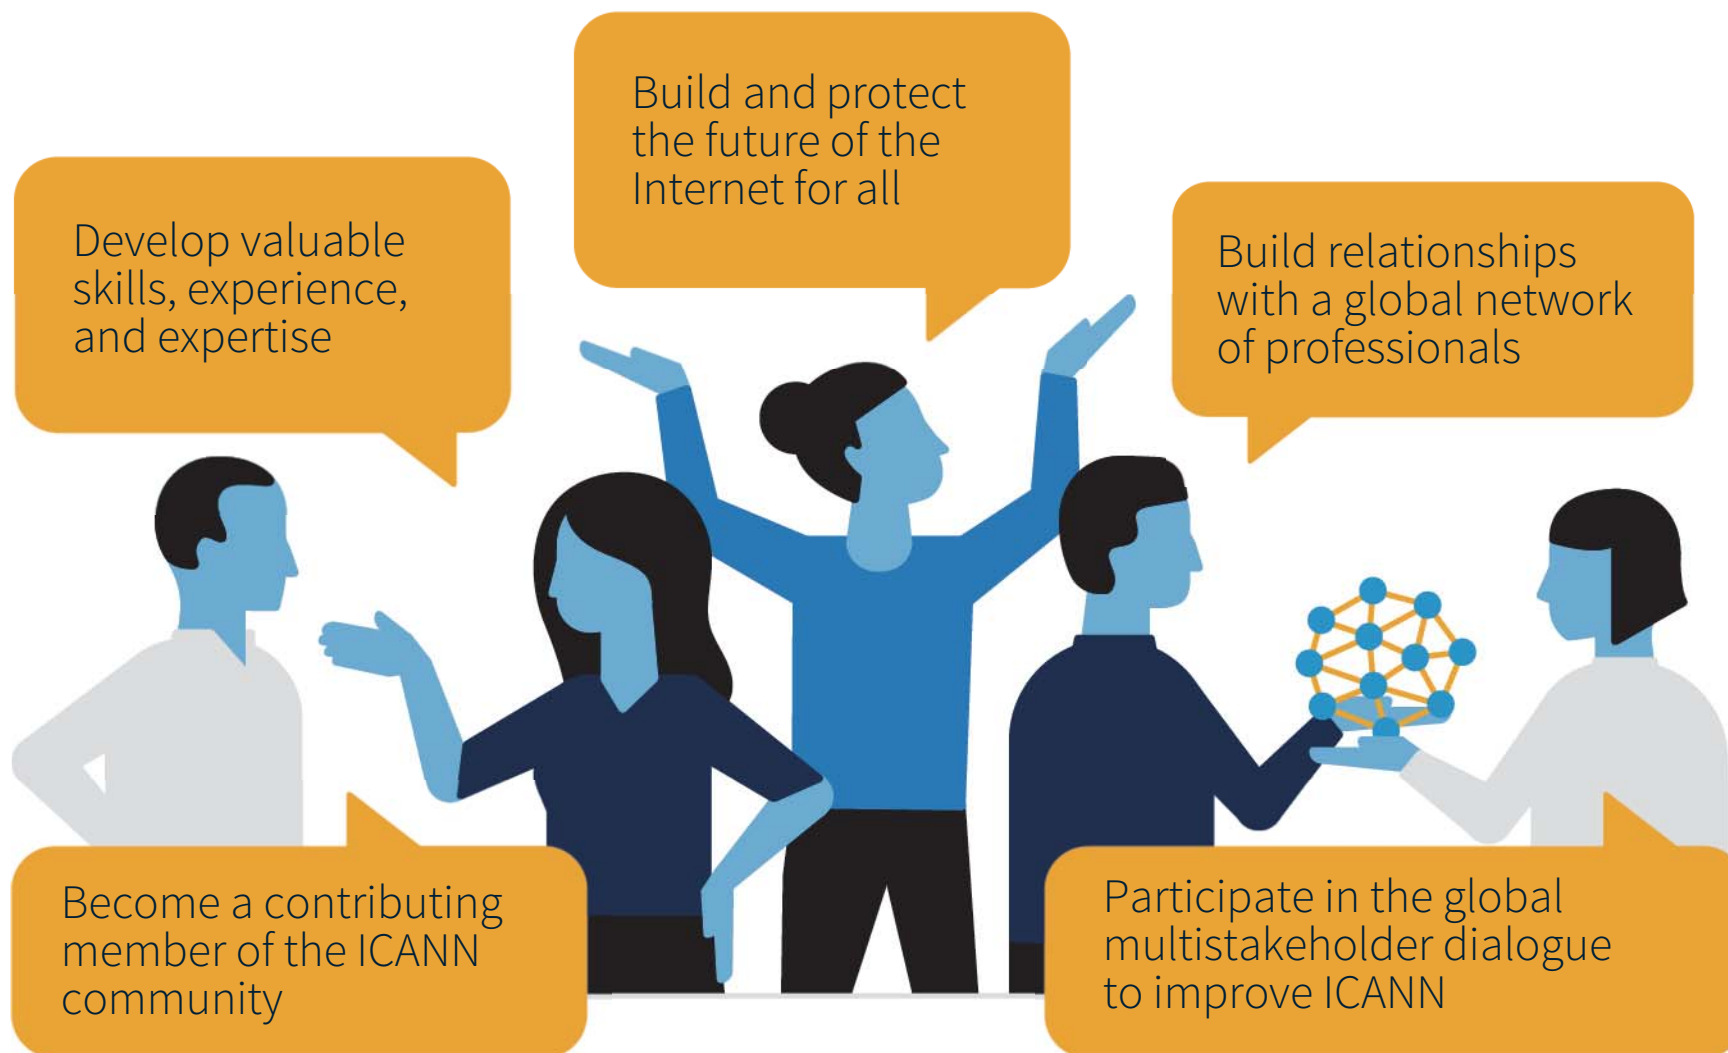 Build and protect
the future of the
Internet for all
Develop valuable
skills, experience,
and expertise
Build relationships
with a global network
of professionals
Become a contributing
member of the ICANN
community
Participate in the global
multistakeholder dialogue
to improve ICANN